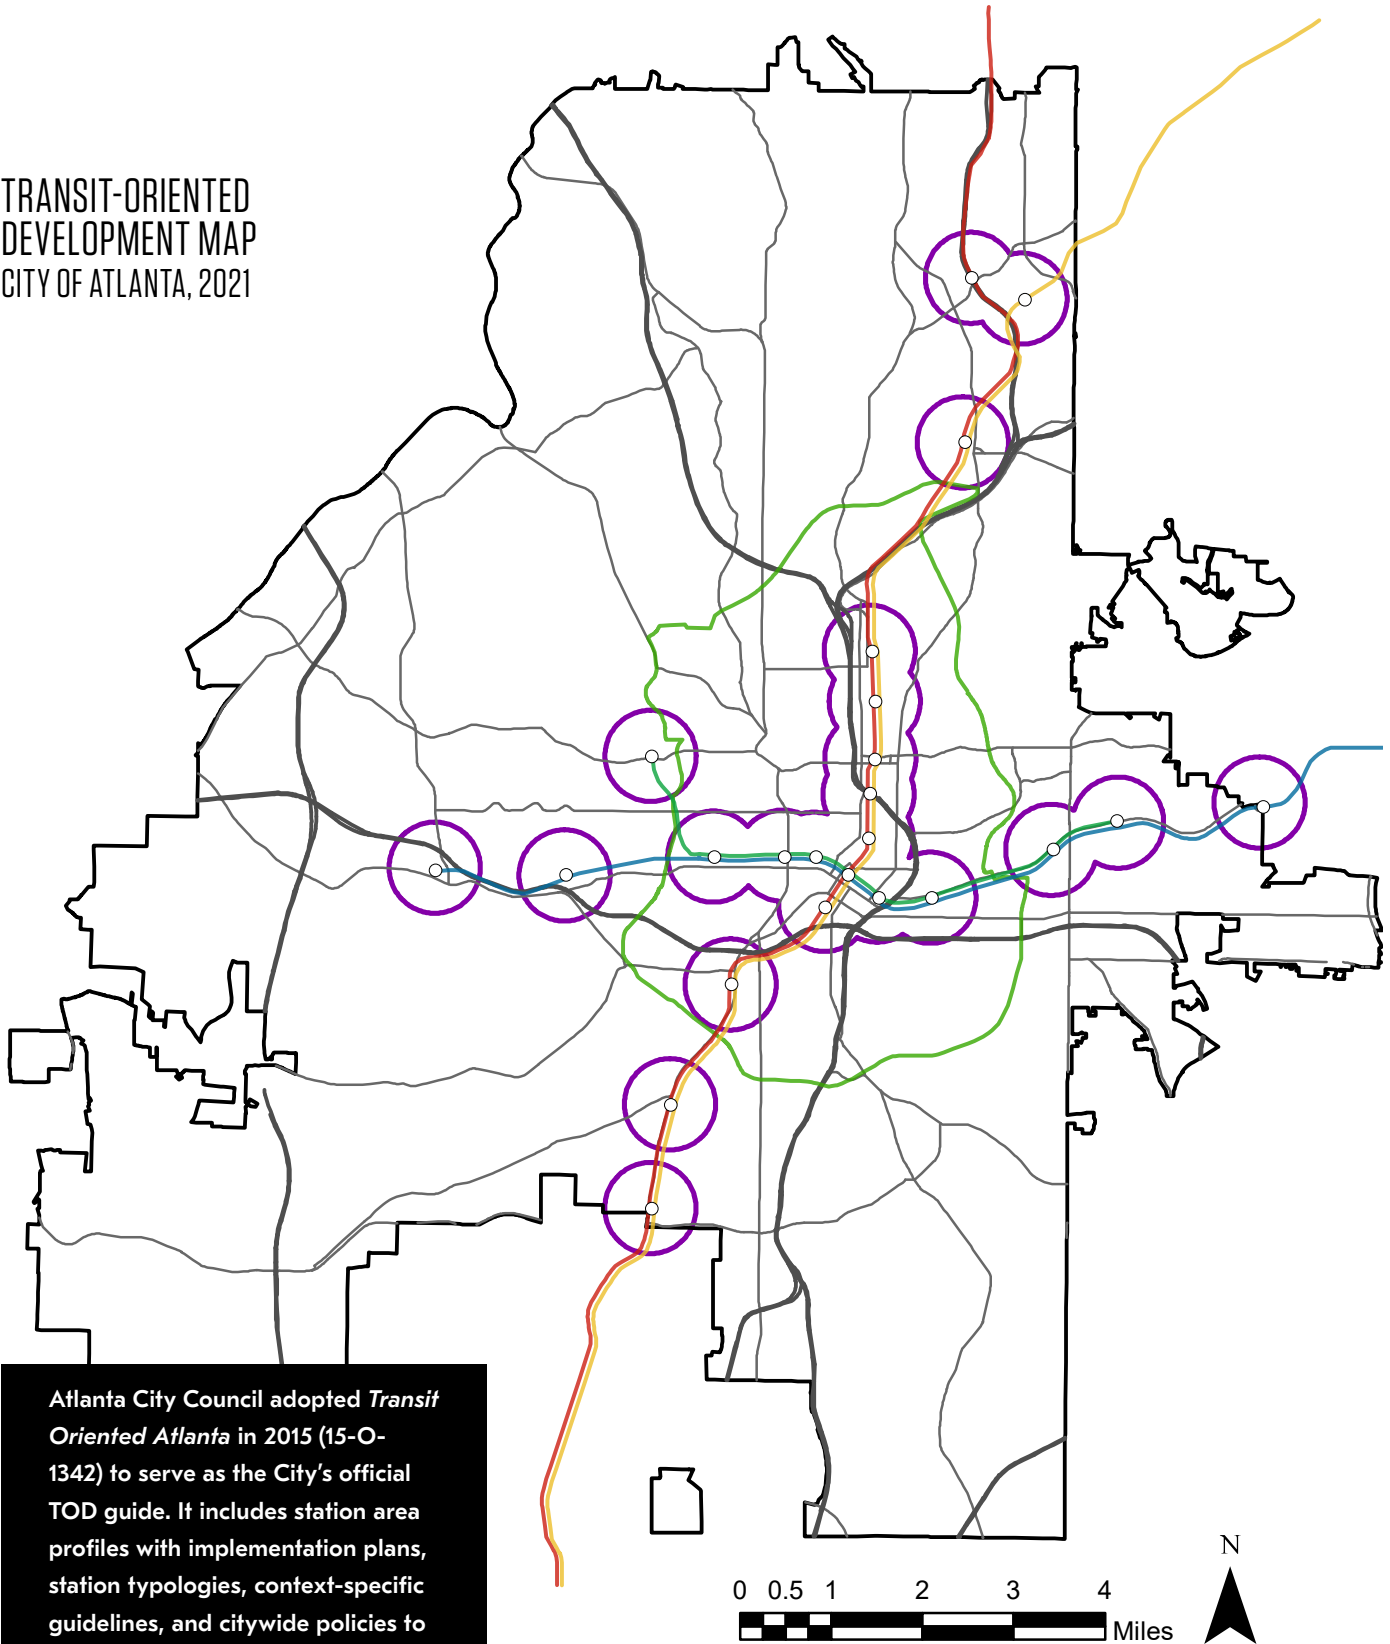 TRANSIT-ORIENTED
DEVELOPMENT MAP
CITY OF ATLANTA, 2021
Atlanta City Council adopted Transit
Oriented Atlanta in 2015 (15-O-
1342) to serve as the City’s official
TOD guide. It includes station area
profiles with implementation plans,
station typologies, context-specific
guidelines, and citywide policies to
N
0 0.5 1 2 3 4
Miles